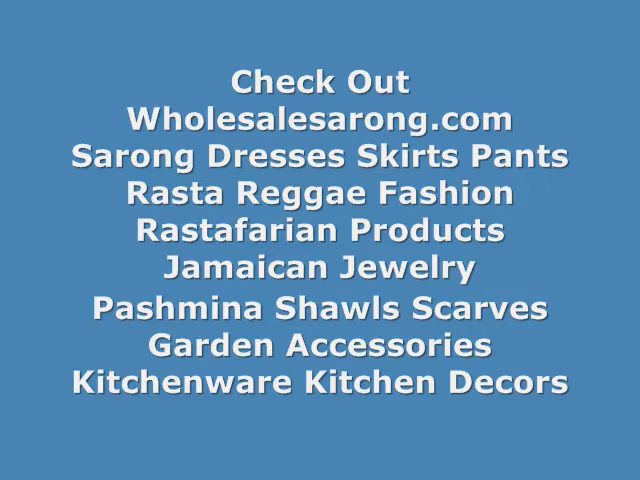 Check Out
Wholesalesarong.com
Sarong Dresses Skirts Pants
Rasta Reggae Fashion
Rastafarian Products
Jamaican Jewelry
Pashmina Shawls Scarves
Garden Accessories
Kitchenware Kitchen Decors